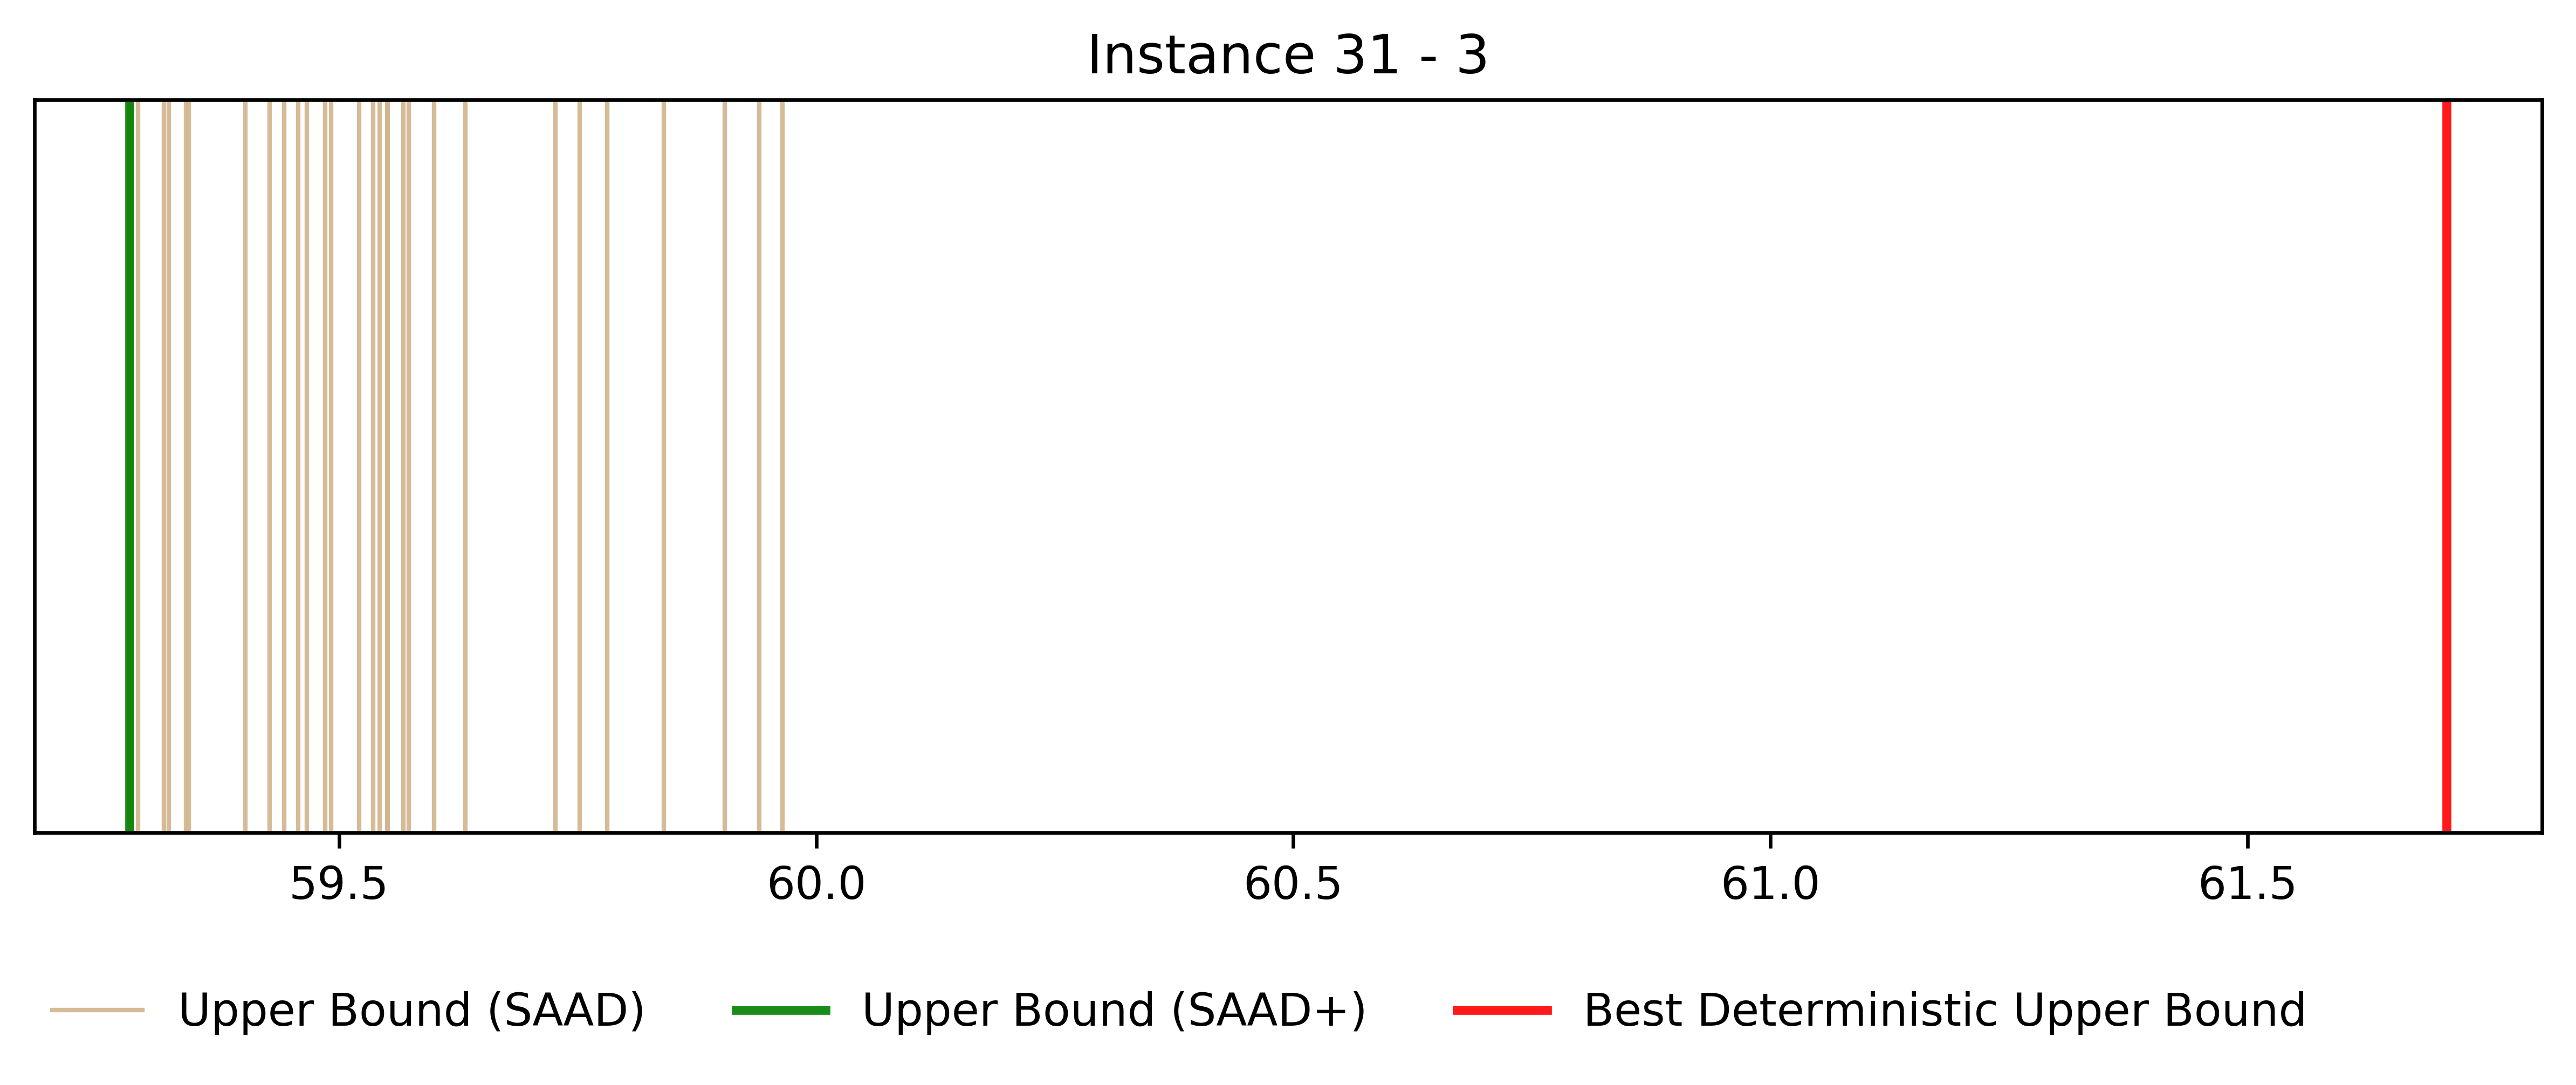 Instance 31 - 3
59.5 60.0 60.5 61.0 61.5
Upper Bound (SAAD) Upper Bound (SAAD+) Best Deterministic Upper Bound